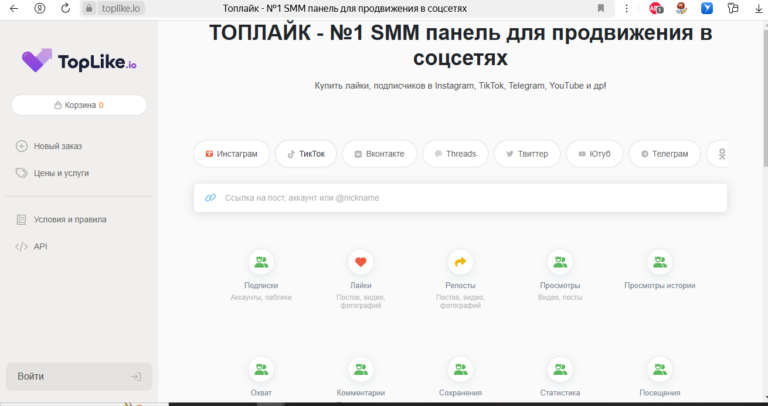 toplike.io
Топлайк - №1 SMM панель для продвижения в соцсетях
TopLike.io
Корзина 0
Новый заказ
Цены и услуги
Условия и правила
API
Войти
ТОПЛАЙК - №1 SMM панель для продвижения в
соцсетях
Купить лайки, подписчиков в Instagram, TikTok, Telegram, YouTube и др!
Инстаграм
ТикТок
Вконтакте
Threads
Твиттер
Ютуб
Телеграм
Ссылка на пост, аккаунт или @nickname
Подписки
Аккаунты, паблики
Лайки
Постов, видео,
фотографий
Репосты
Постов, видео,
фотографий
Просмотры
Видео, посты
Просмотры истории
Охват
Комментарии
Сохранения
Статистика
Посещения